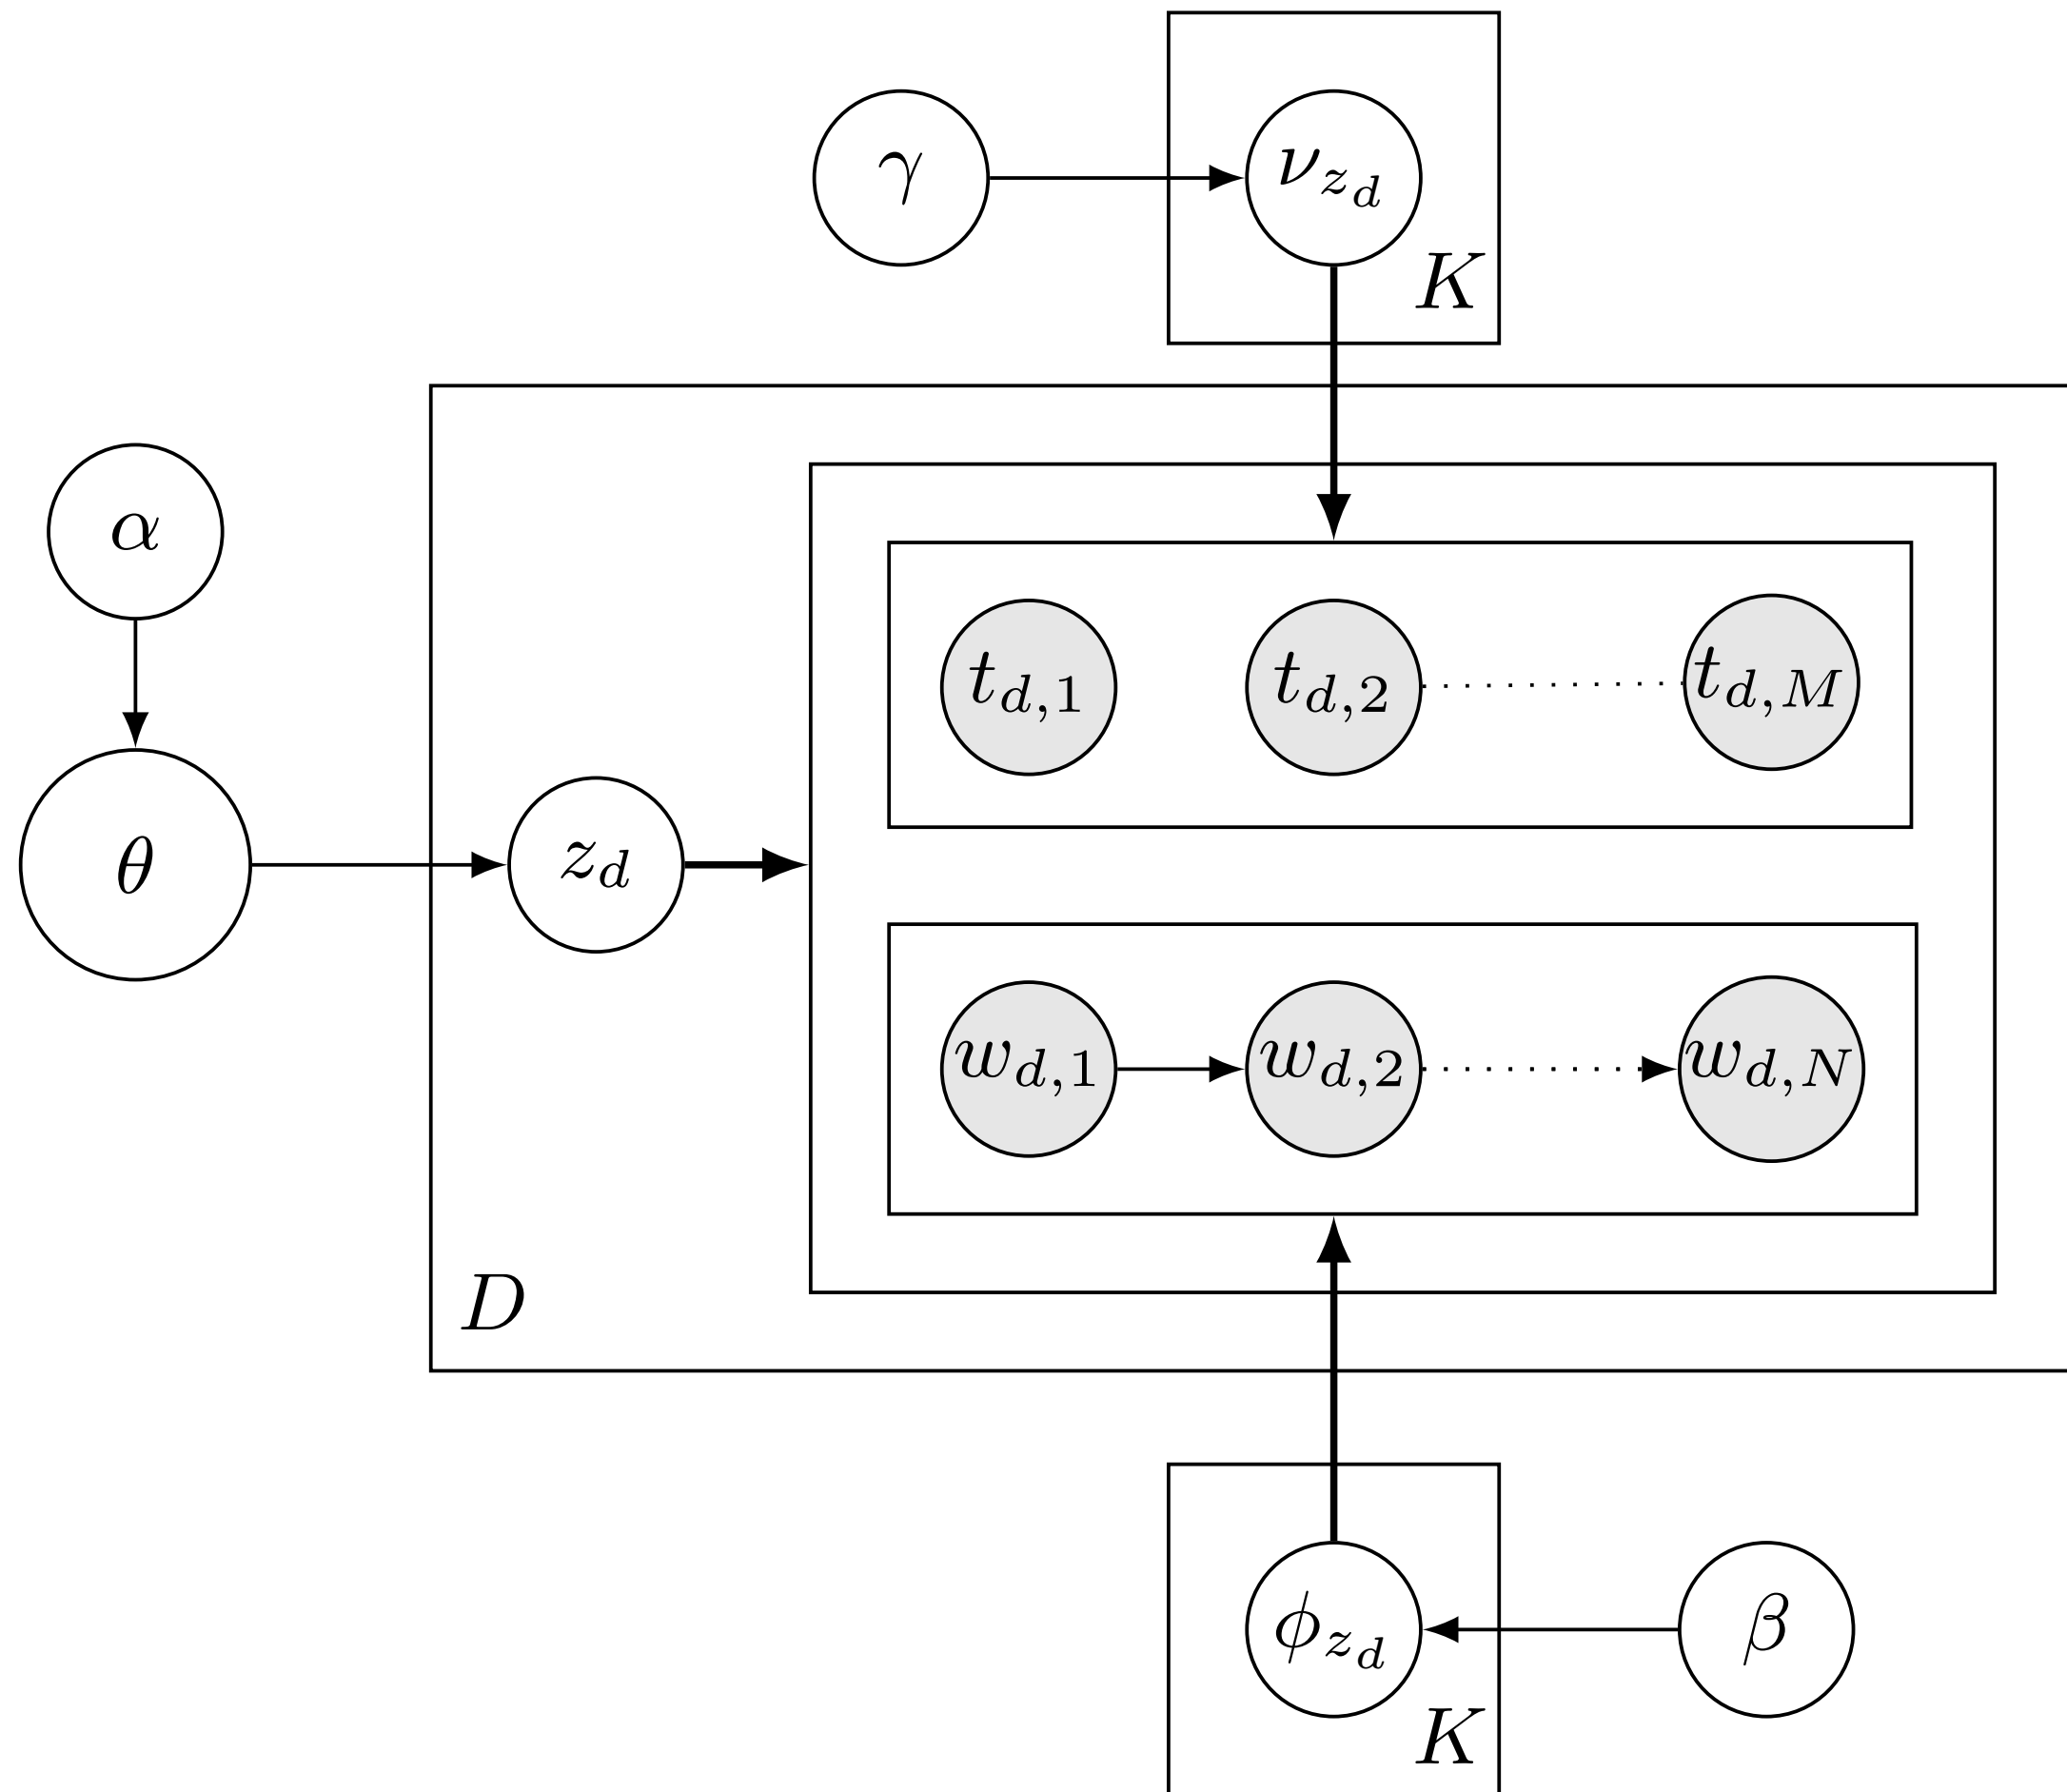 γ
ν_{z_d}
K
α
t_{d,1}
t_{d,2}
t_{d,M}
θ
z_d
w_{d,1}
w_{d,2}
w_{d,N}
D
ϕ_{z_d}
β
K